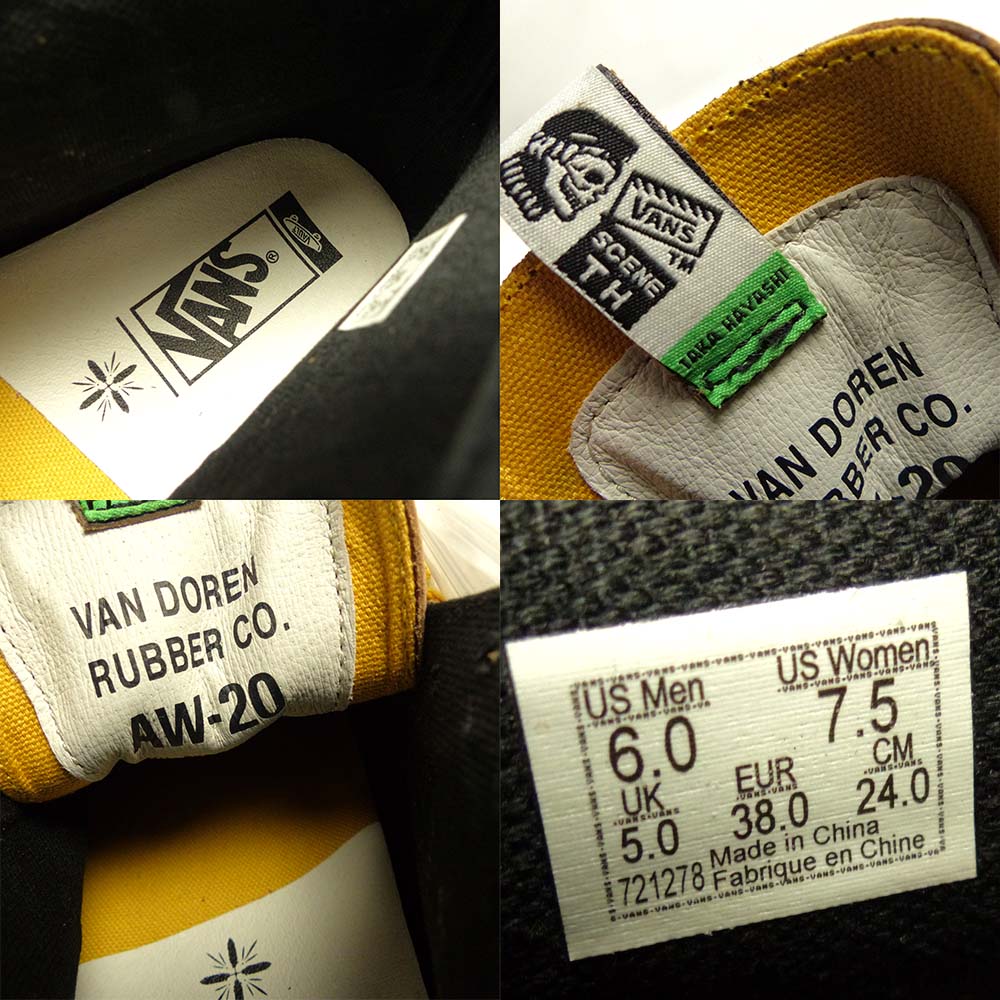 VANS®
VANS
SCENE
TH
TAKA HAYASHI
VAN DOREN
RUBBER CO.
VAN DOREN
RUBBER CO.
AW-20
US Men
US Women
6.0
7.5
UK
EUR
CM
5.0
38.0
24.0
Made in China
721278 Fabrique en Chine